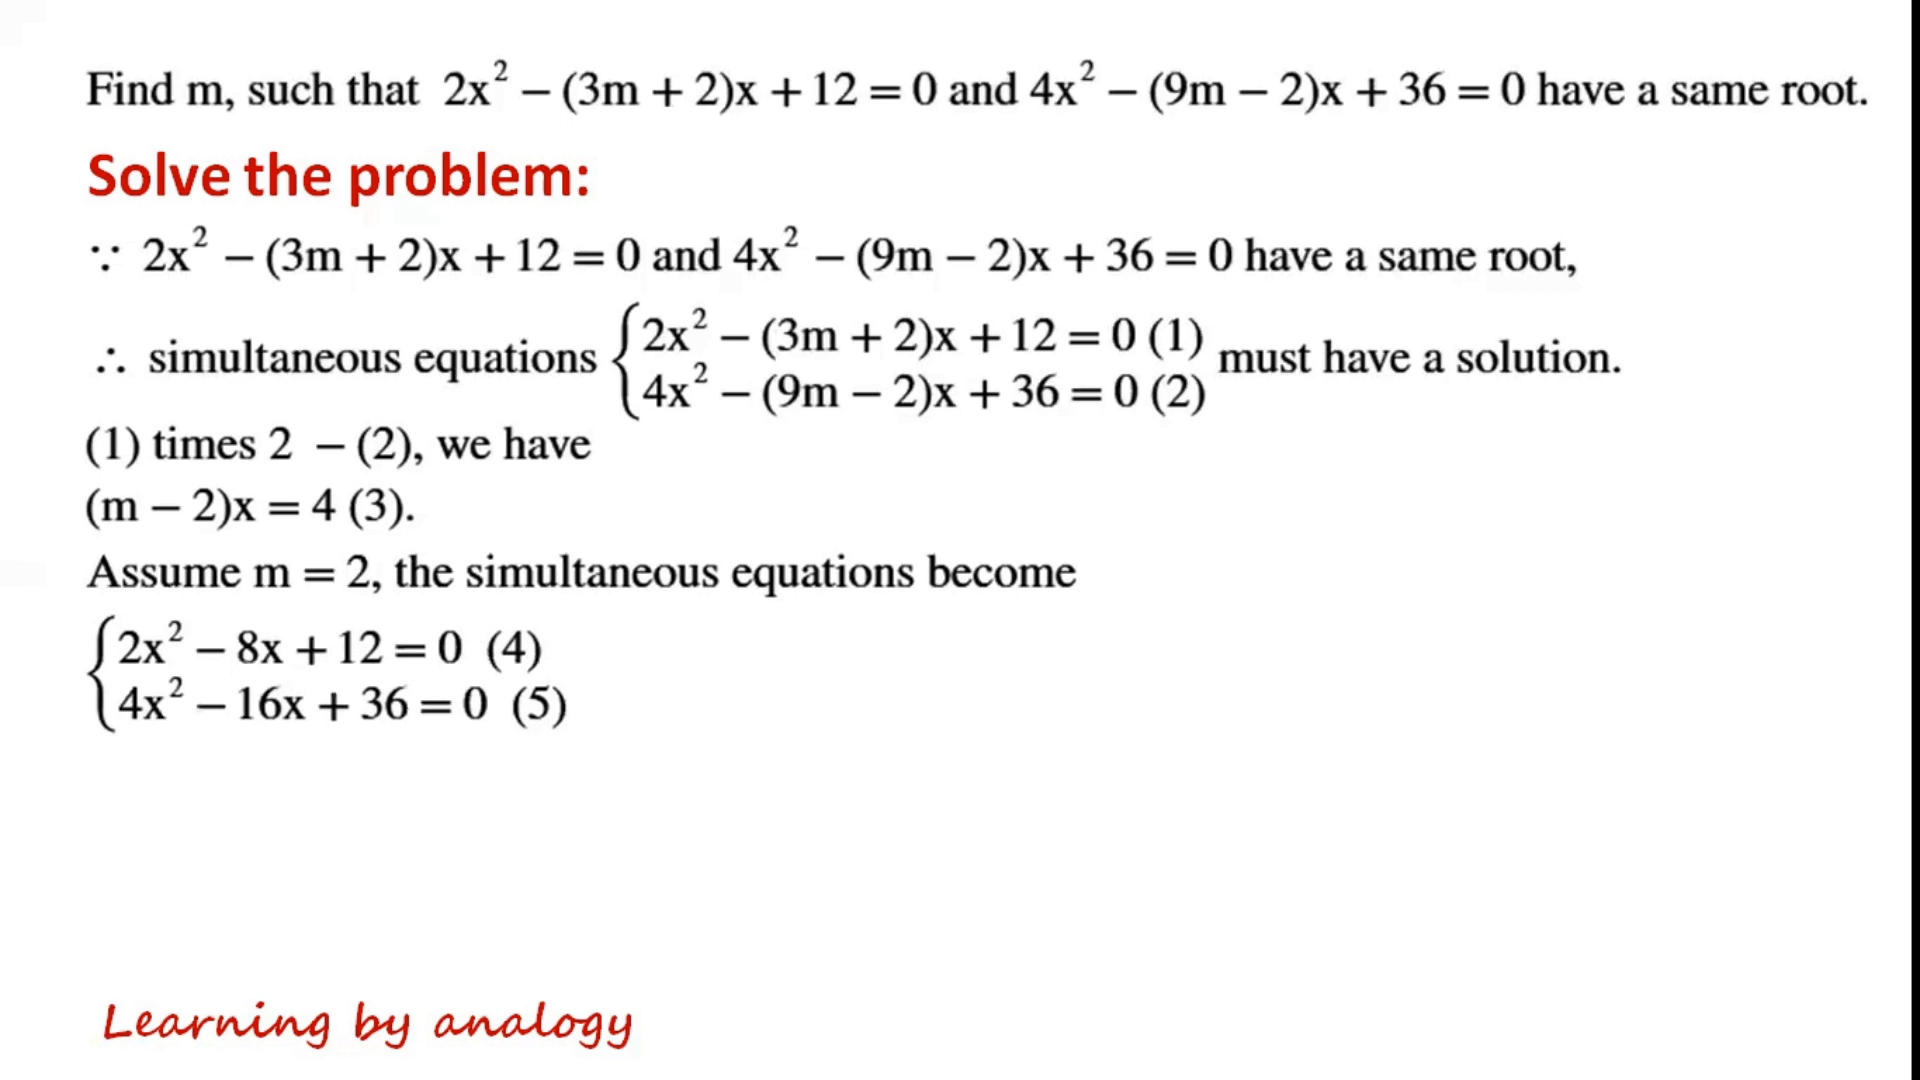 Find m, such that 2x² − (3m + 2)x + 12 = 0 and 4x² − (9m − 2)x + 36 = 0 have a same root.
Solve the problem:
∵ 2x² − (3m + 2)x + 12 = 0 and 4x² − (9m − 2)x + 36 = 0 have a same root,
∴ simultaneous equations { 2x² − (3m + 2)x + 12 = 0 (1)
4x² − (9m − 2)x + 36 = 0 (2) must have a solution.
(1) times 2 − (2), we have
(m − 2)x = 4 (3).
Assume m = 2, the simultaneous equations become
{ 2x² − 8x + 12 = 0 (4)
4x² − 16x + 36 = 0 (5)
Learning by analogy